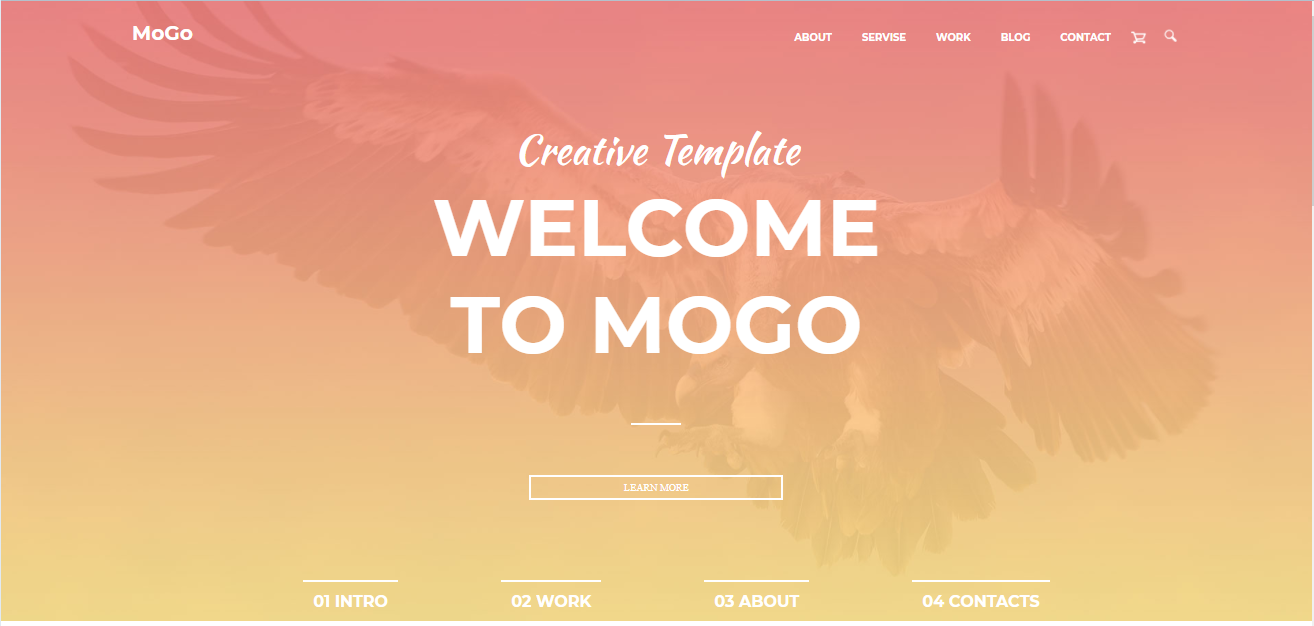 MoGo
ABOUT SERVISE WORK BLOG CONTACT
Creative Template
WELCOME
TO MOGO
LEARN MORE
01 INTRO 02 WORK 03 ABOUT 04 CONTACTS